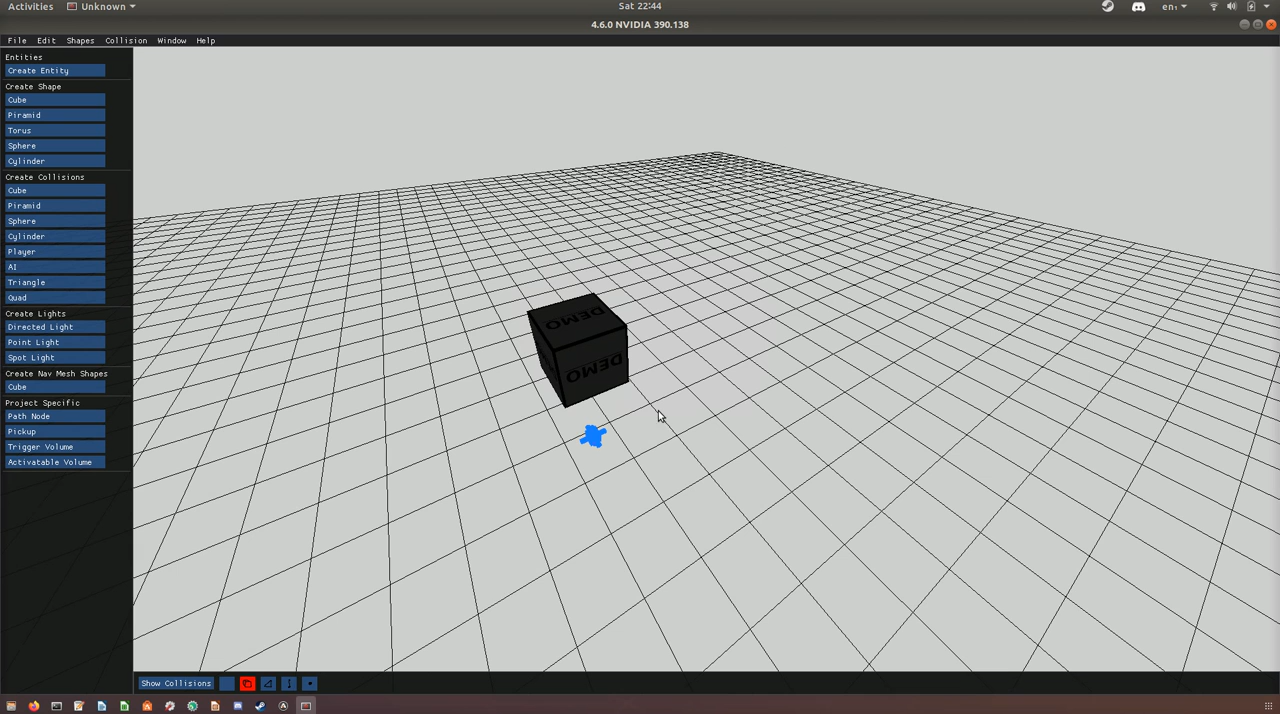 Activities
Unknown
Sat 22:44
en₁
4.6.0 NVIDIA 390.138
File Edit Shapes Collision Window Help
Entities
Create Entity
Create Shape
Cube
Piramid
Torus
Sphere
Cylinder
Create Collisions
Cube
Piramid
Sphere
Cylinder
Player
AI
Triangle
Quad
Create Lights
Directed Light
Point Light
Spot Light
Create Nav Mesh Shapes
Cube
Project Specific
Path Node
Pickup
Trigger Volume
Activatable Volume
DEMO
DEMO
Show Collisions